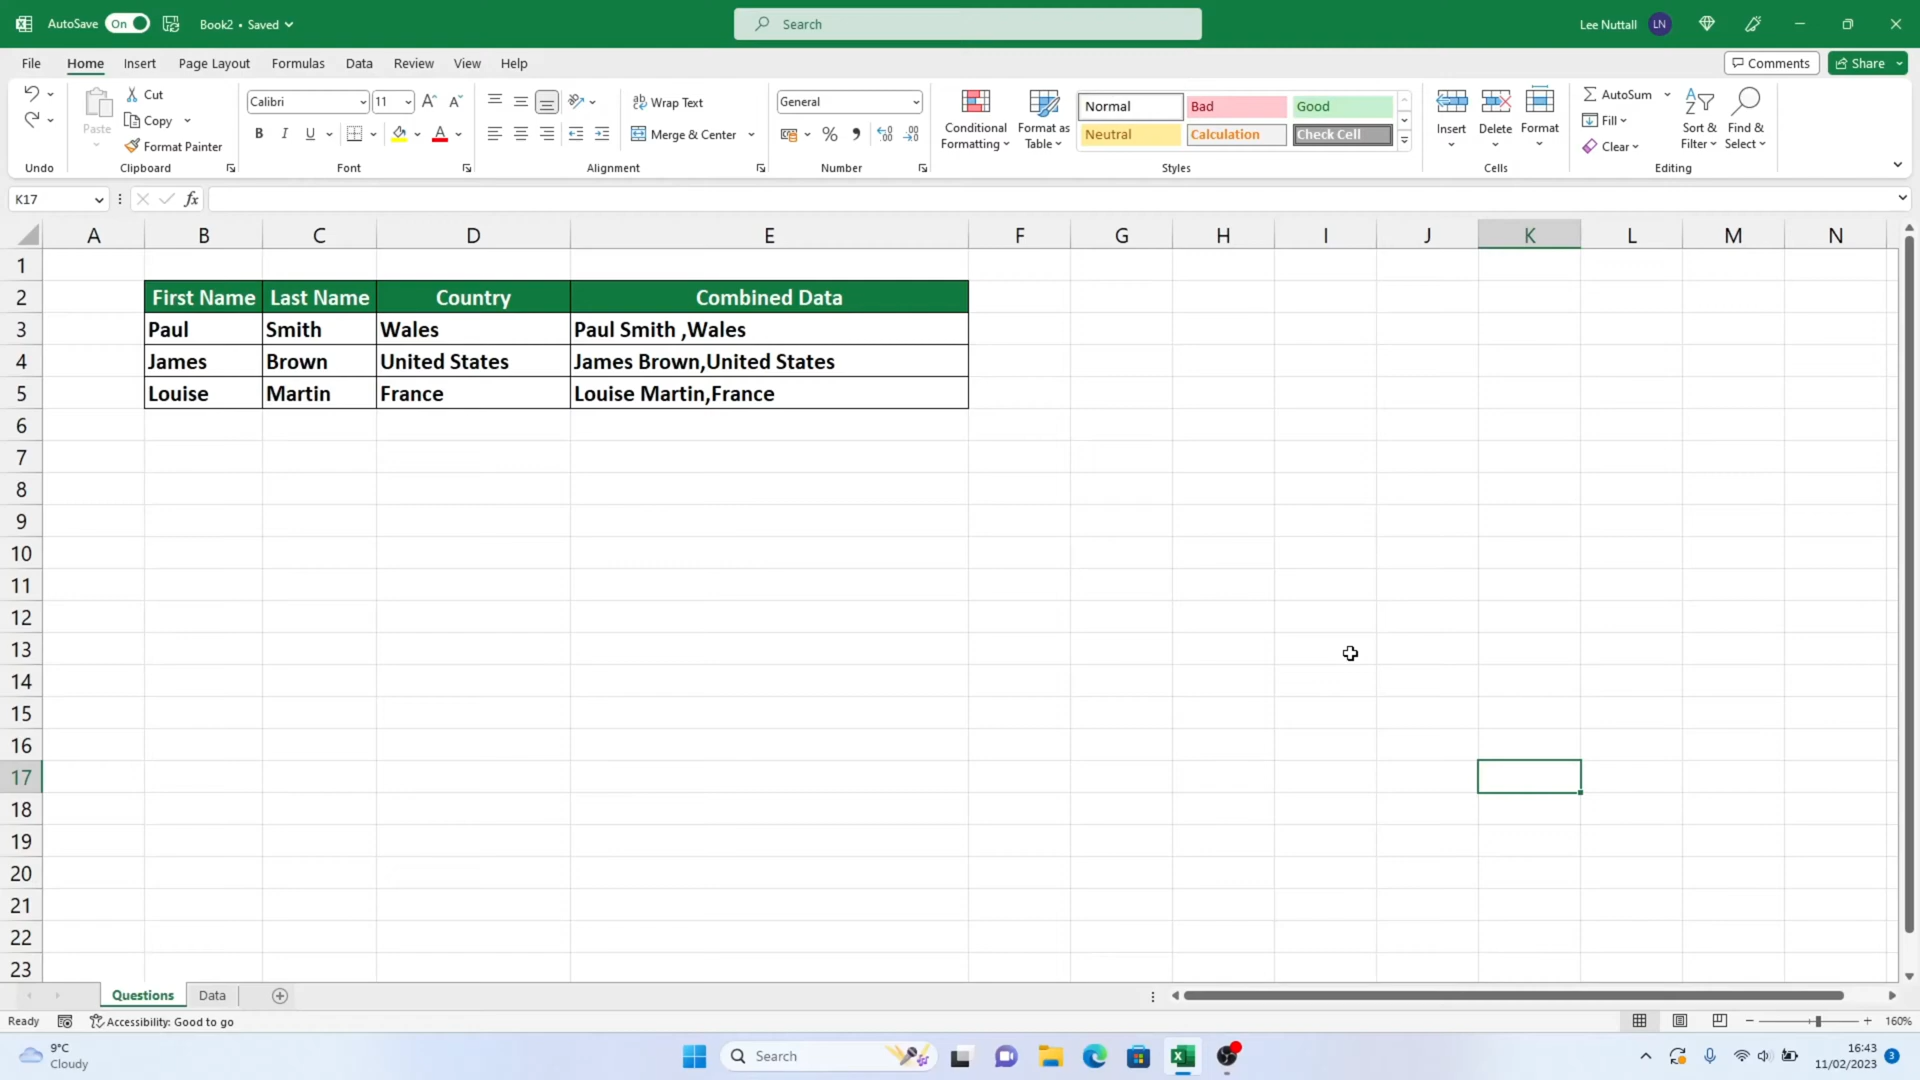 AutoSave On Book2 • Saved Search Lee Nuttall LN
File Home Insert Page Layout Formulas Data Review View Help Comments Share
Cut Calibri 11 Wrap Text General Normal Bad Good AutoSum
Paste Copy Conditional Formatting Format as Table Insert Delete Format Fill Sort & Filter Find & Select
Format Painter B I U Merge & Center % Neutral Calculation Check Cell Clear
Undo Clipboard Font Alignment Number Styles Cells Editing
K17 fx
A B C D E F G H I J K L M N
1
2 First Name Last Name Country Combined Data
3 Paul Smith Wales Paul Smith ,Wales
4 James Brown United States James Brown,United States
5 Louise Martin France Louise Martin,France
6
7
8
9
10
11
12
13
14
15
16
17
18
19
20
21
22
23
Questions Data
Ready Accessibility: Good to go 160%
9°C Search 16:43
Cloudy 11/02/2023 3